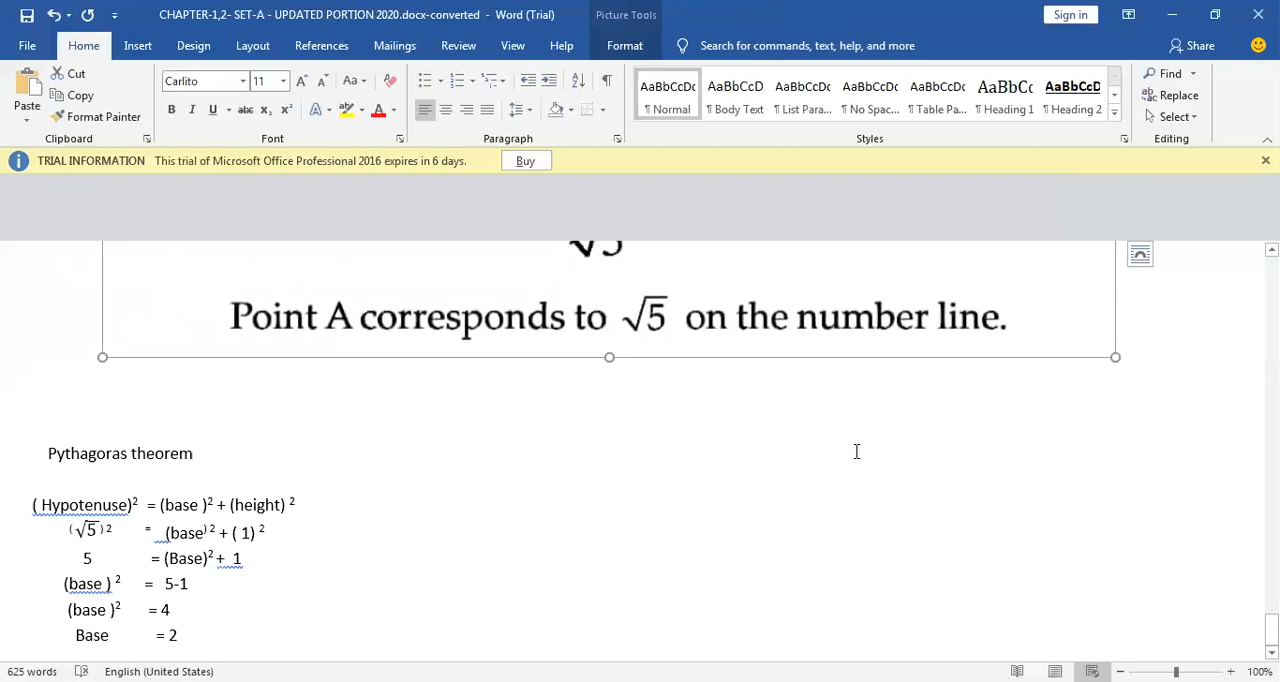 CHAPTER-1,2- SET-A - UPDATED PORTION 2020.docx-converted - Word (Trial)
Picture Tools
Sign in
File Home Insert Design Layout References Mailings Review View Help Format Search for commands, text, help, and more Share
Paste
Cut
Copy
Format Painter
Clipboard
Carlito 11
Font
Paragraph
AaBbCcDc AaBbCcD AaBbCcDc AaBbCcDc AaBbCcDc AaBbCc AaBbCcD
¶ Normal ¶ Body Text ¶ List Para... ¶ No Spac... ¶ Table Pa... ¶ Heading 1 ¶ Heading 2
Styles
Find
Replace
Select
Editing
TRIAL INFORMATION This trial of Microsoft Office Professional 2016 expires in 6 days. Buy
√5
Point A corresponds to √5 on the number line.
Pythagoras theorem
( Hypotenuse)² = (base )² + (height) ²
(√5 ) ² = (base) ² + ( 1) ²
5 = (Base)² + 1
(base ) ² = 5-1
(base )² = 4
Base = 2
625 words English (United States) 100%